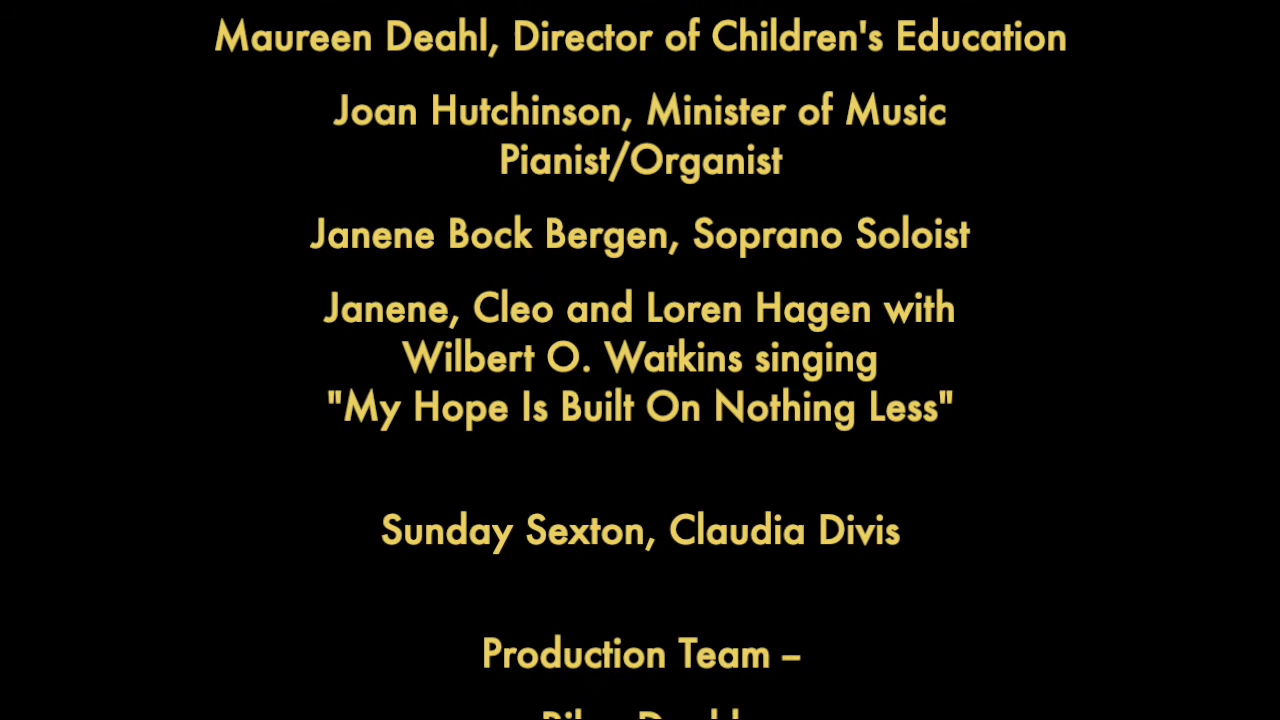 Maureen Deahl, Director of Children's Education
Joan Hutchinson, Minister of Music
Pianist/Organist
Janene Bock Bergen, Soprano Soloist
Janene, Cleo and Loren Hagen with
Wilbert O. Watkins singing
"My Hope Is Built On Nothing Less"
Sunday Sexton, Claudia Divis
Production Team –